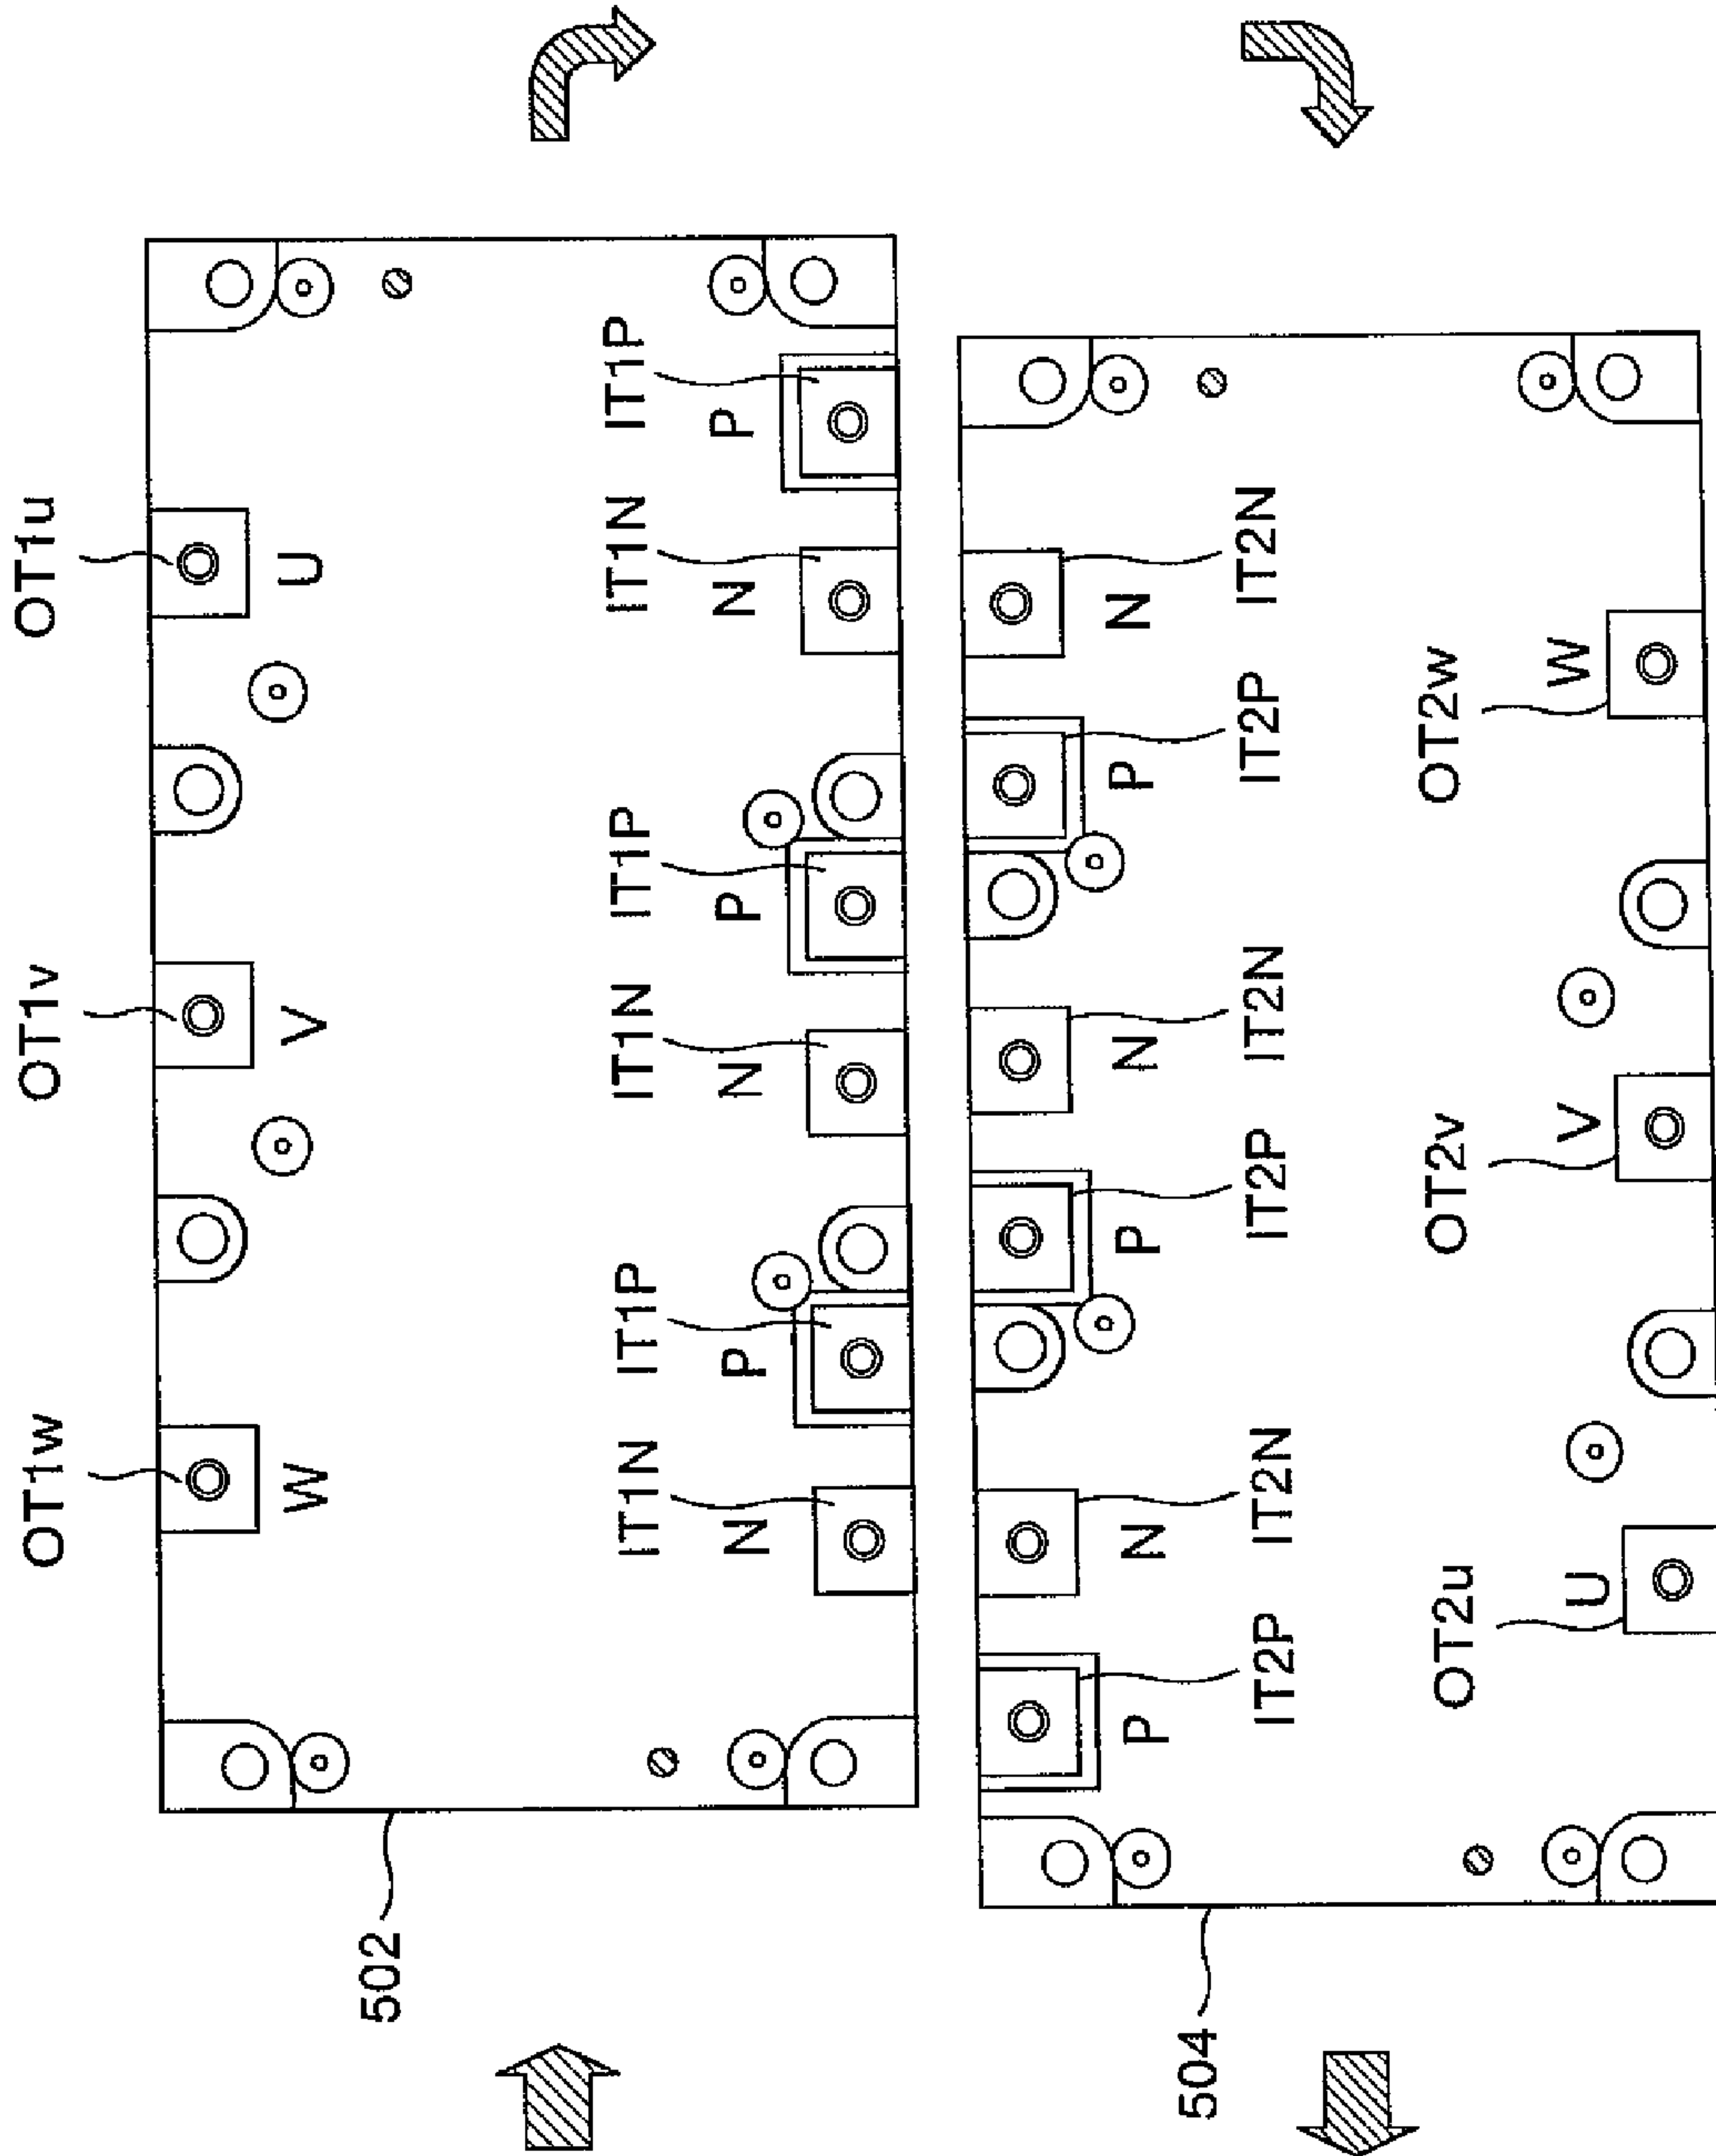 OT1w
OT1v
OT1u
W
V
U
IT1N
IT1P
IT1N
IT1P
IT1N
IT1P
N
P
N
P
N
P
502
P
N
P
N
P
N
IT2P
IT2N
IT2P
IT2N
IT2P
IT2N
504
OT2u
OT2v
OT2w
U
V
W